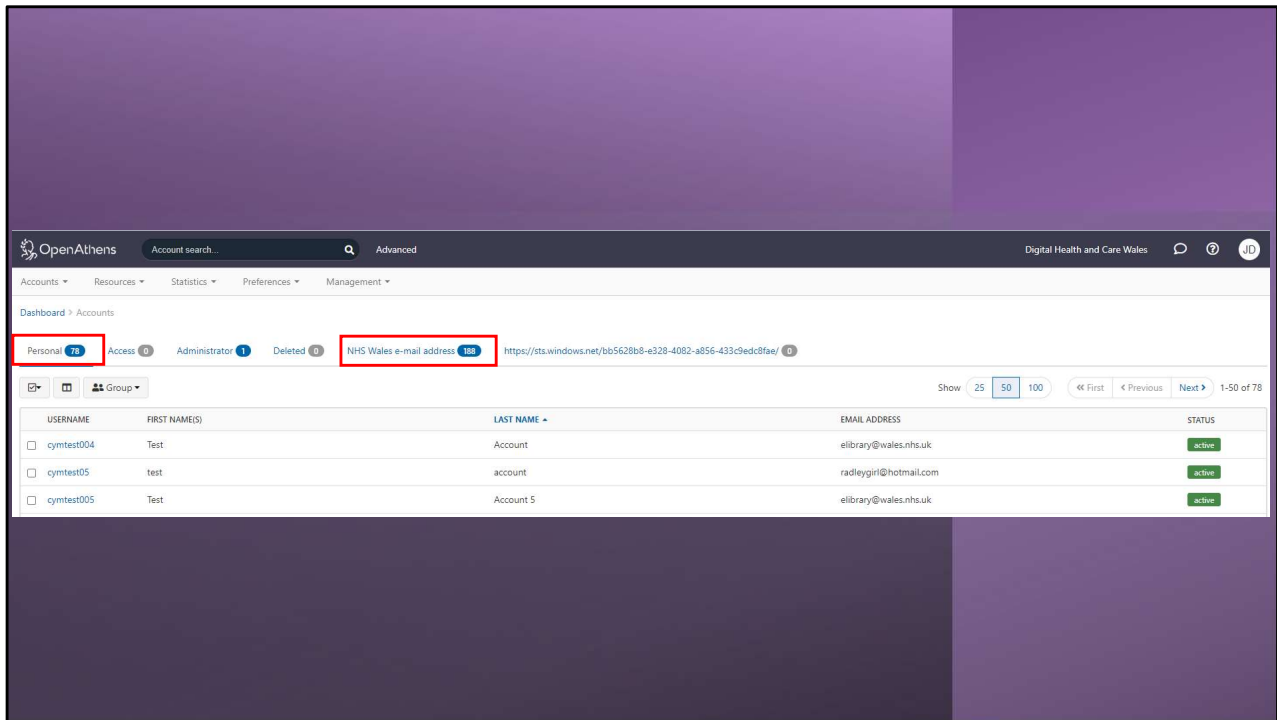 OpenAthens Account search... Advanced Digital Health and Care Wales JD
Accounts Resources Statistics Preferences Management
Dashboard > Accounts
Personal 78 Access 0 Administrator 1 Deleted 0 NHS Wales e-mail address 188 https://sts.windows.net/bb5628b8-e328-4082-a856-433c9edc8fae/ 0
Group Show 25 50 100 First Previous Next 1-50 of 78
USERNAME FIRST NAME(S) LAST NAME EMAIL ADDRESS STATUS
cymtest004 Test Account elibrary@wales.nhs.uk active
cymtest05 test account radleygirl@hotmail.com active
cymtest005 Test Account 5 elibrary@wales.nhs.uk active